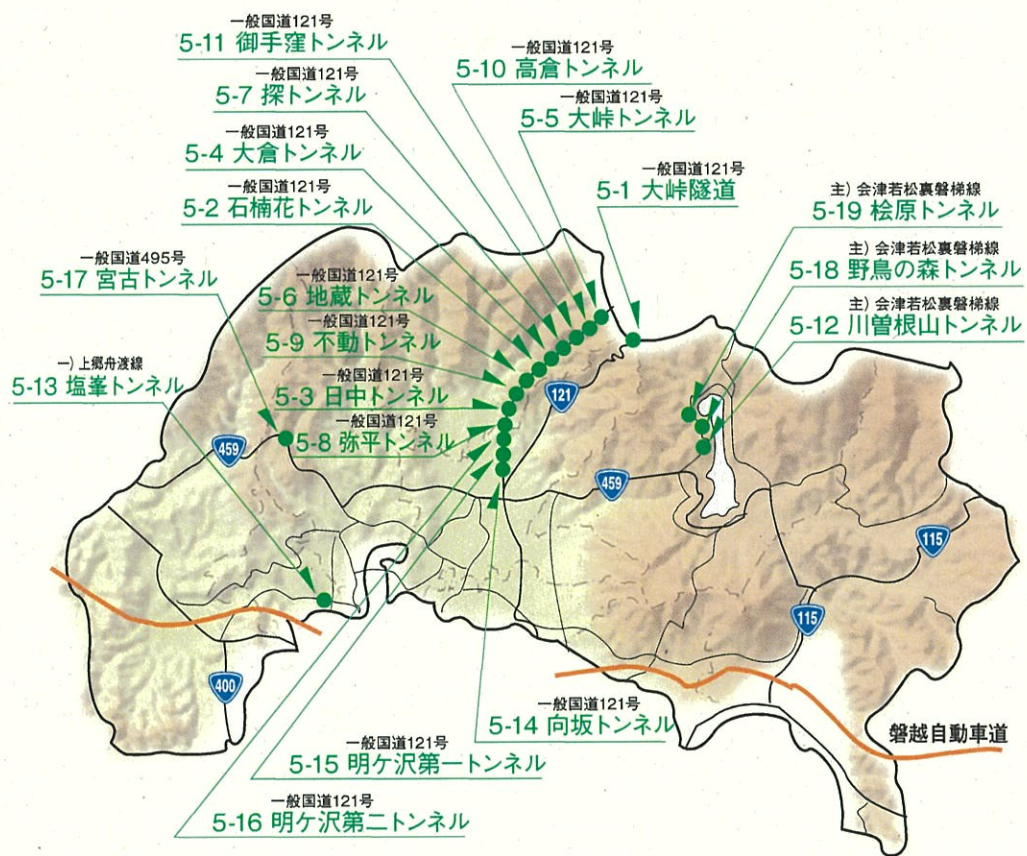 一般国道121号
5-11 御手窪トンネル
一般国道121号
5-10 高倉トンネル
一般国道121号
5-7 探トンネル
一般国道121号
5-5 大峠トンネル
一般国道121号
5-4 大倉トンネル
一般国道121号
5-1 大峠隧道
一般国道121号
5-2 石楠花トンネル
主) 会津若松裏磐梯線
5-19 桧原トンネル
一般国道495号
5-17 宮古トンネル
一般国道121号
5-6 地蔵トンネル
主) 会津若松裏磐梯線
5-18 野鳥の森トンネル
一般国道121号
5-9 不動トンネル
主) 会津若松裏磐梯線
5-12 川曽根山トンネル
一) 上郷舟渡線
5-13 塩峯トンネル
一般国道121号
5-3 日中トンネル
一般国道121号
5-8 弥平トンネル
121
459
459
115
115
400
一般国道121号
5-14 向坂トンネル
磐越自動車道
一般国道121号
5-15 明ケ沢第一トンネル
一般国道121号
5-16 明ケ沢第二トンネル